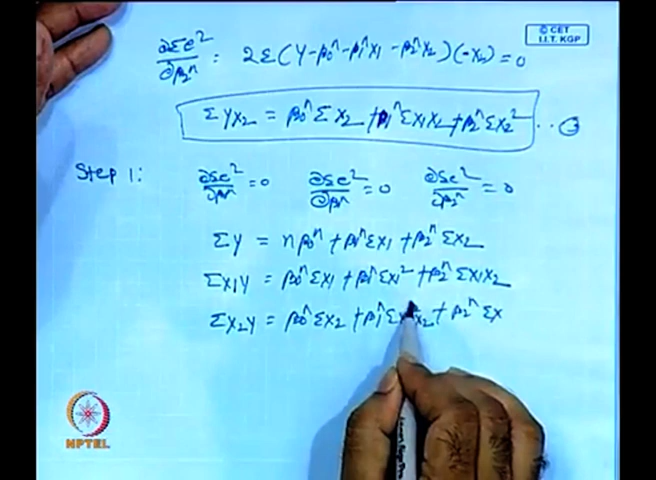 © CET
I.I.T. KGP
∂Σe²/∂β₂^n = 2Σ(Y-β₀^n-β₁^n x₁-β₂^n x₂)(-x₂) = 0
ΣYX₂ = β₀^n ΣX₂ + β₁^n ΣX₁X₂ + β₂^n ΣX₂² .. ③
Step 1: ∂Σe²/∂β^n = 0 ∂Σe²/∂β^n = 0 ∂Σe²/∂β₂^n = 0
ΣY = nβ₀^n + β₁^n ΣX₁ + β₂^n ΣX₂
ΣX₁Y = β₀^n ΣX₁ + β₁^n ΣX₁² + β₂^n ΣX₁X₂
ΣX₂Y = β₀^n ΣX₂ + β₁^n ΣX₁X₂ + β₂^n ΣX
NPTEL